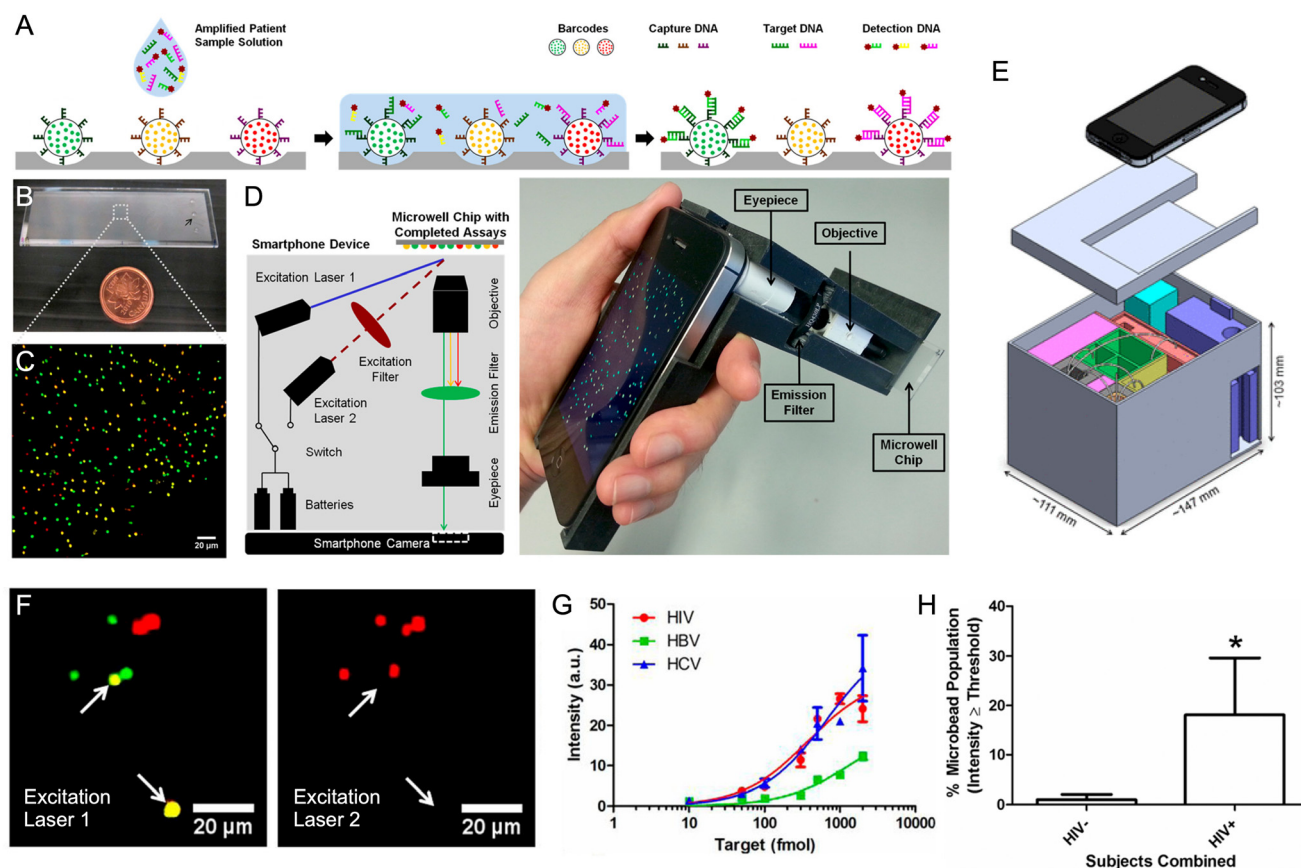 A
Amplified Patient
Sample Solution
Barcodes
Capture DNA
Target DNA
Detection DNA
B
C
20 µm
D
Microwell Chip with
Completed Assays
Smartphone Device
Excitation Laser 1
Excitation
Filter
Excitation
Laser 2
Switch
Batteries
Objective
Emission Filter
Eyepiece
Smartphone Camera
Eyepiece
Objective
Emission
Filter
Microwell
Chip
E
~103 mm
~111 mm
~147 mm
F
Excitation
Laser 1
20 µm
Excitation
Laser 2
20 µm
G
50
40
30
20
10
0
Intensity (a.u.)
HIV
HBV
HCV
1
10
100
1000
10000
Target (fmol)
H
40
30
20
10
0
% Microbead Population
(Intensity ≥ Threshold)
*
HIV-
HIV+
Subjects Combined